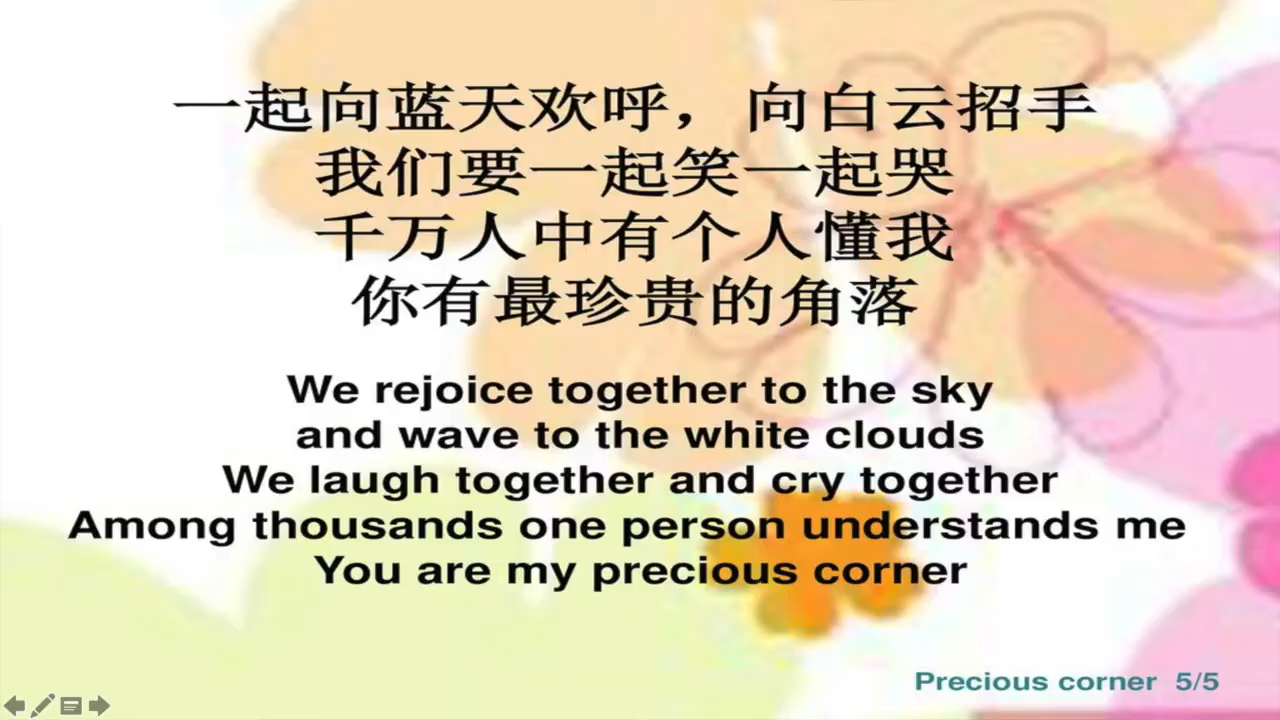 一起向蓝天欢呼，向白云招手
我们要一起笑一起哭
千万人中有个人懂我
你有最珍贵的角落
We rejoice together to the sky
and wave to the white clouds
We laugh together and cry together
Among thousands one person understands me
You are my precious corner
Precious corner 5/5